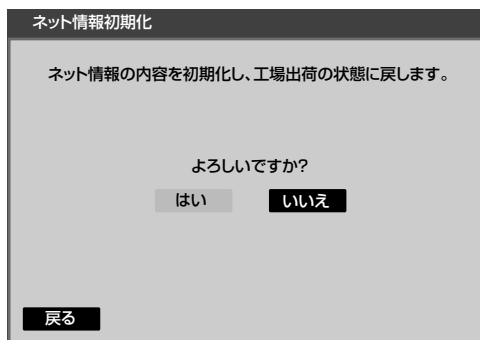 ネット情報初期化
ネット情報の内容を初期化し、工場出荷の状態に戻します。
よろしいですか?
はい いいえ
戻る